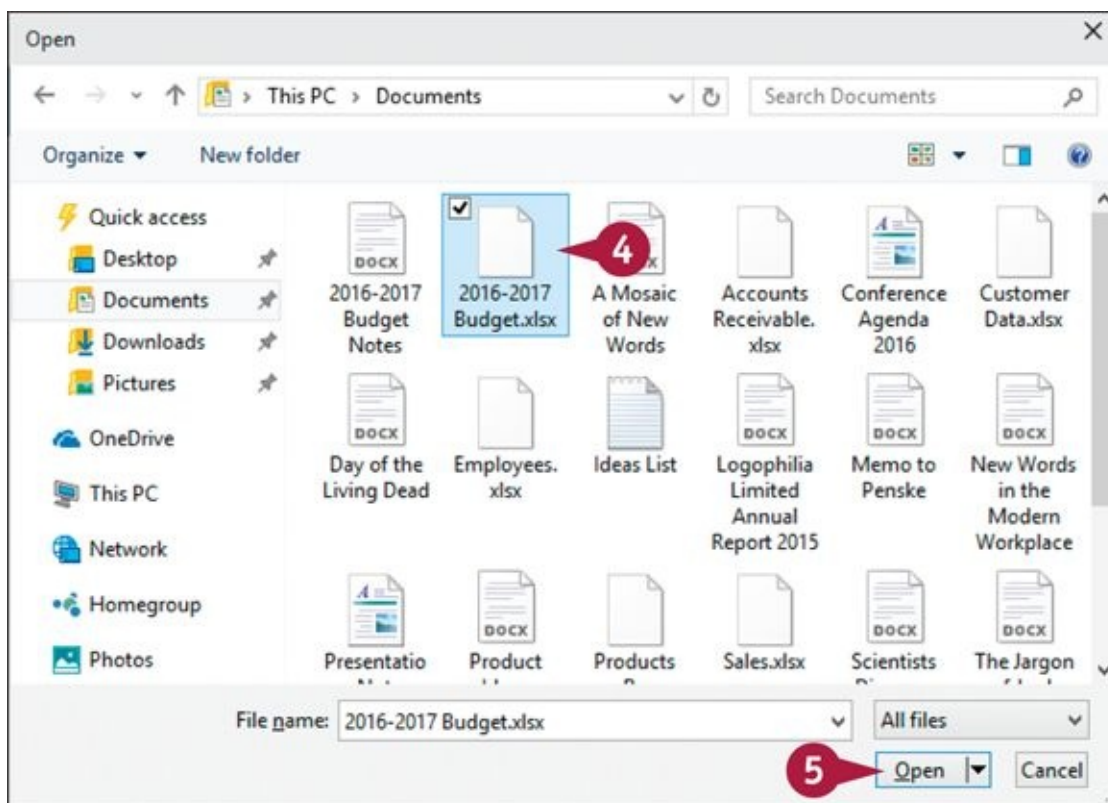 Open
This PC > Documents
Search Documents
Organize
New folder
Quick access
Desktop
Documents
Downloads
Pictures
OneDrive
This PC
Network
Homegroup
Photos
DOCX
2016-2017
Budget
Notes
2016-2017
Budget.xlsx
4
A Mosaic
of New
Words
Accounts
Receivable.
xlsx
A
Conference
Agenda
2016
Customer
Data.xlsx
DOCX
Day of the
Living Dead
Employees.
xlsx
Ideas List
DOCX
Logophilia
Limited
Annual
Report 2015
DOCX
Memo to
Penske
DOCX
New Words
in the
Modern
Workplace
A
Presentatio
DOCX
Product
Products
Sales.xlsx
DOCX
Scientists
DOCX
The Jargon
File name: 2016-2017 Budget.xlsx
All files
5
Open
Cancel